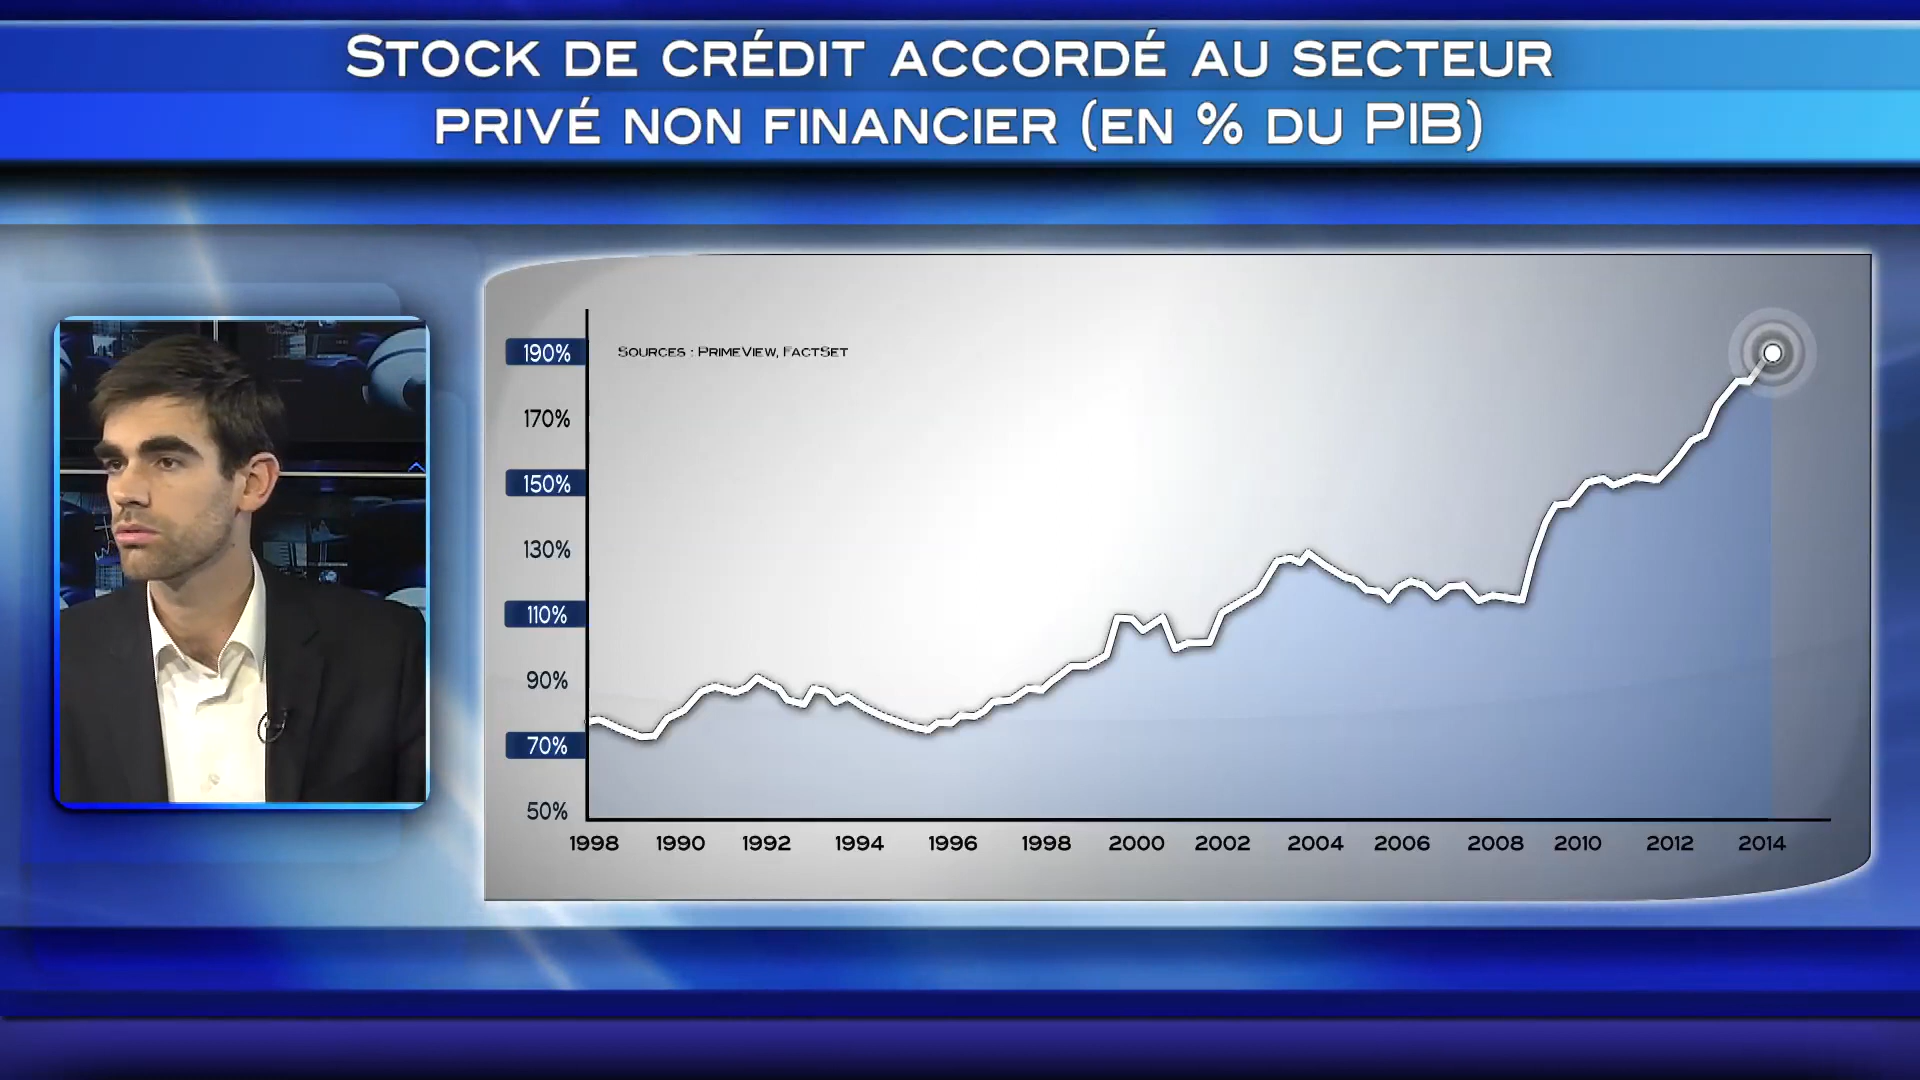 Stock de crédit accordé au secteur
privé non financier (en % du PIB)
Sources : PrimeView, FactSet
190%
170%
150%
130%
110%
90%
70%
50%
1998 1990 1992 1994 1996 1998 2000 2002 2004 2006 2008 2010 2012 2014